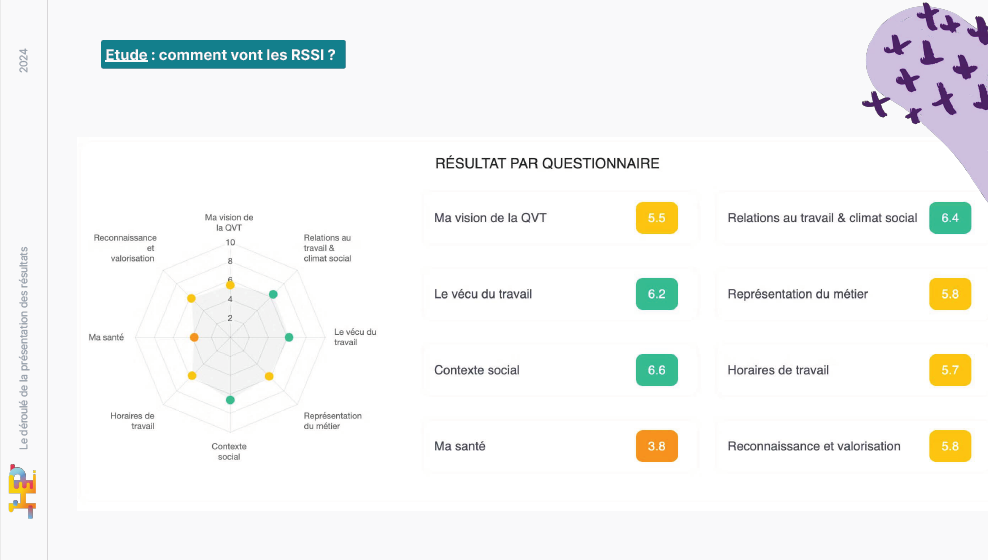 2024
Le déroulé de la présentation des résultats
Etude : comment vont les RSSI ?
RÉSULTAT PAR QUESTIONNAIRE
Ma vision de
la QVT
Relations au
travail &
climat social
Le vécu du
travail
Représentation
du métier
Contexte
social
Horaires de
travail
Ma santé
Reconnaissance
et
valorisation
10
8
6
4
2
Ma vision de la QVT 5.5
Relations au travail & climat social 6.4
Le vécu du travail 6.2
Représentation du métier 5.8
Contexte social 6.6
Horaires de travail 5.7
Ma santé 3.8
Reconnaissance et valorisation 5.8